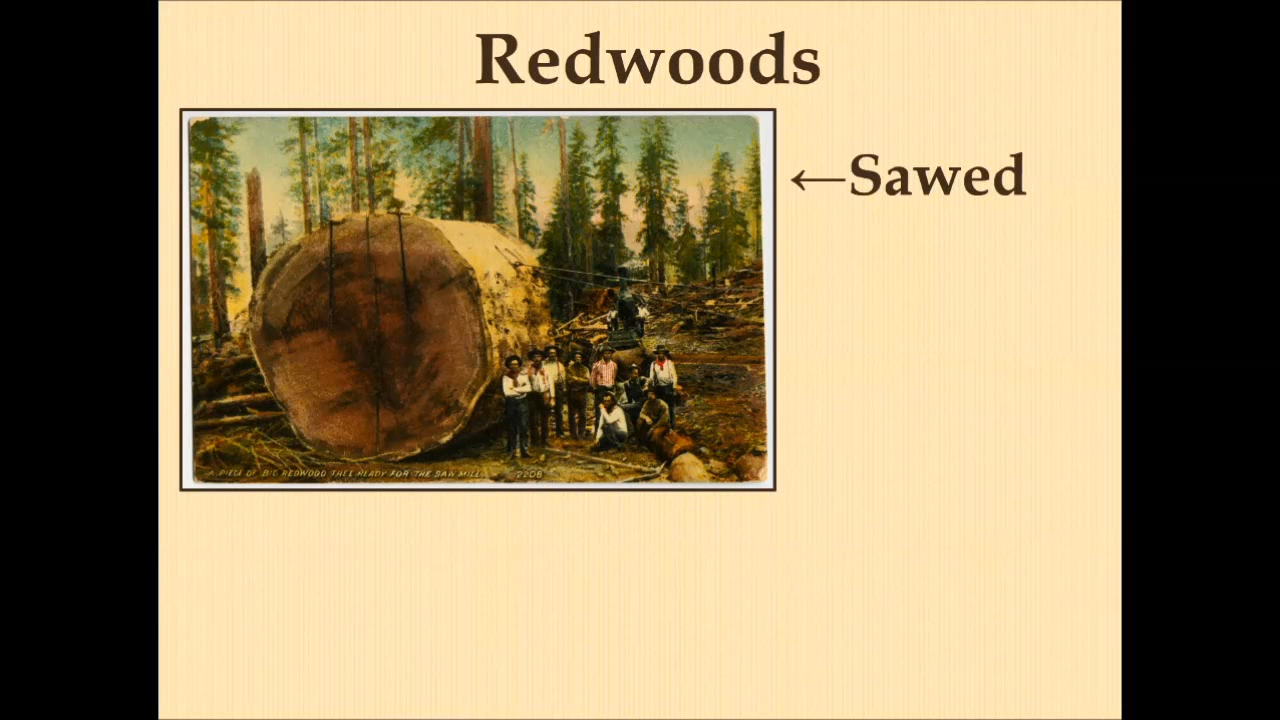 Redwoods
←Sawed
A PIECE OF BIG REDWOOD TREE READY FOR THE SAW MILL 2208